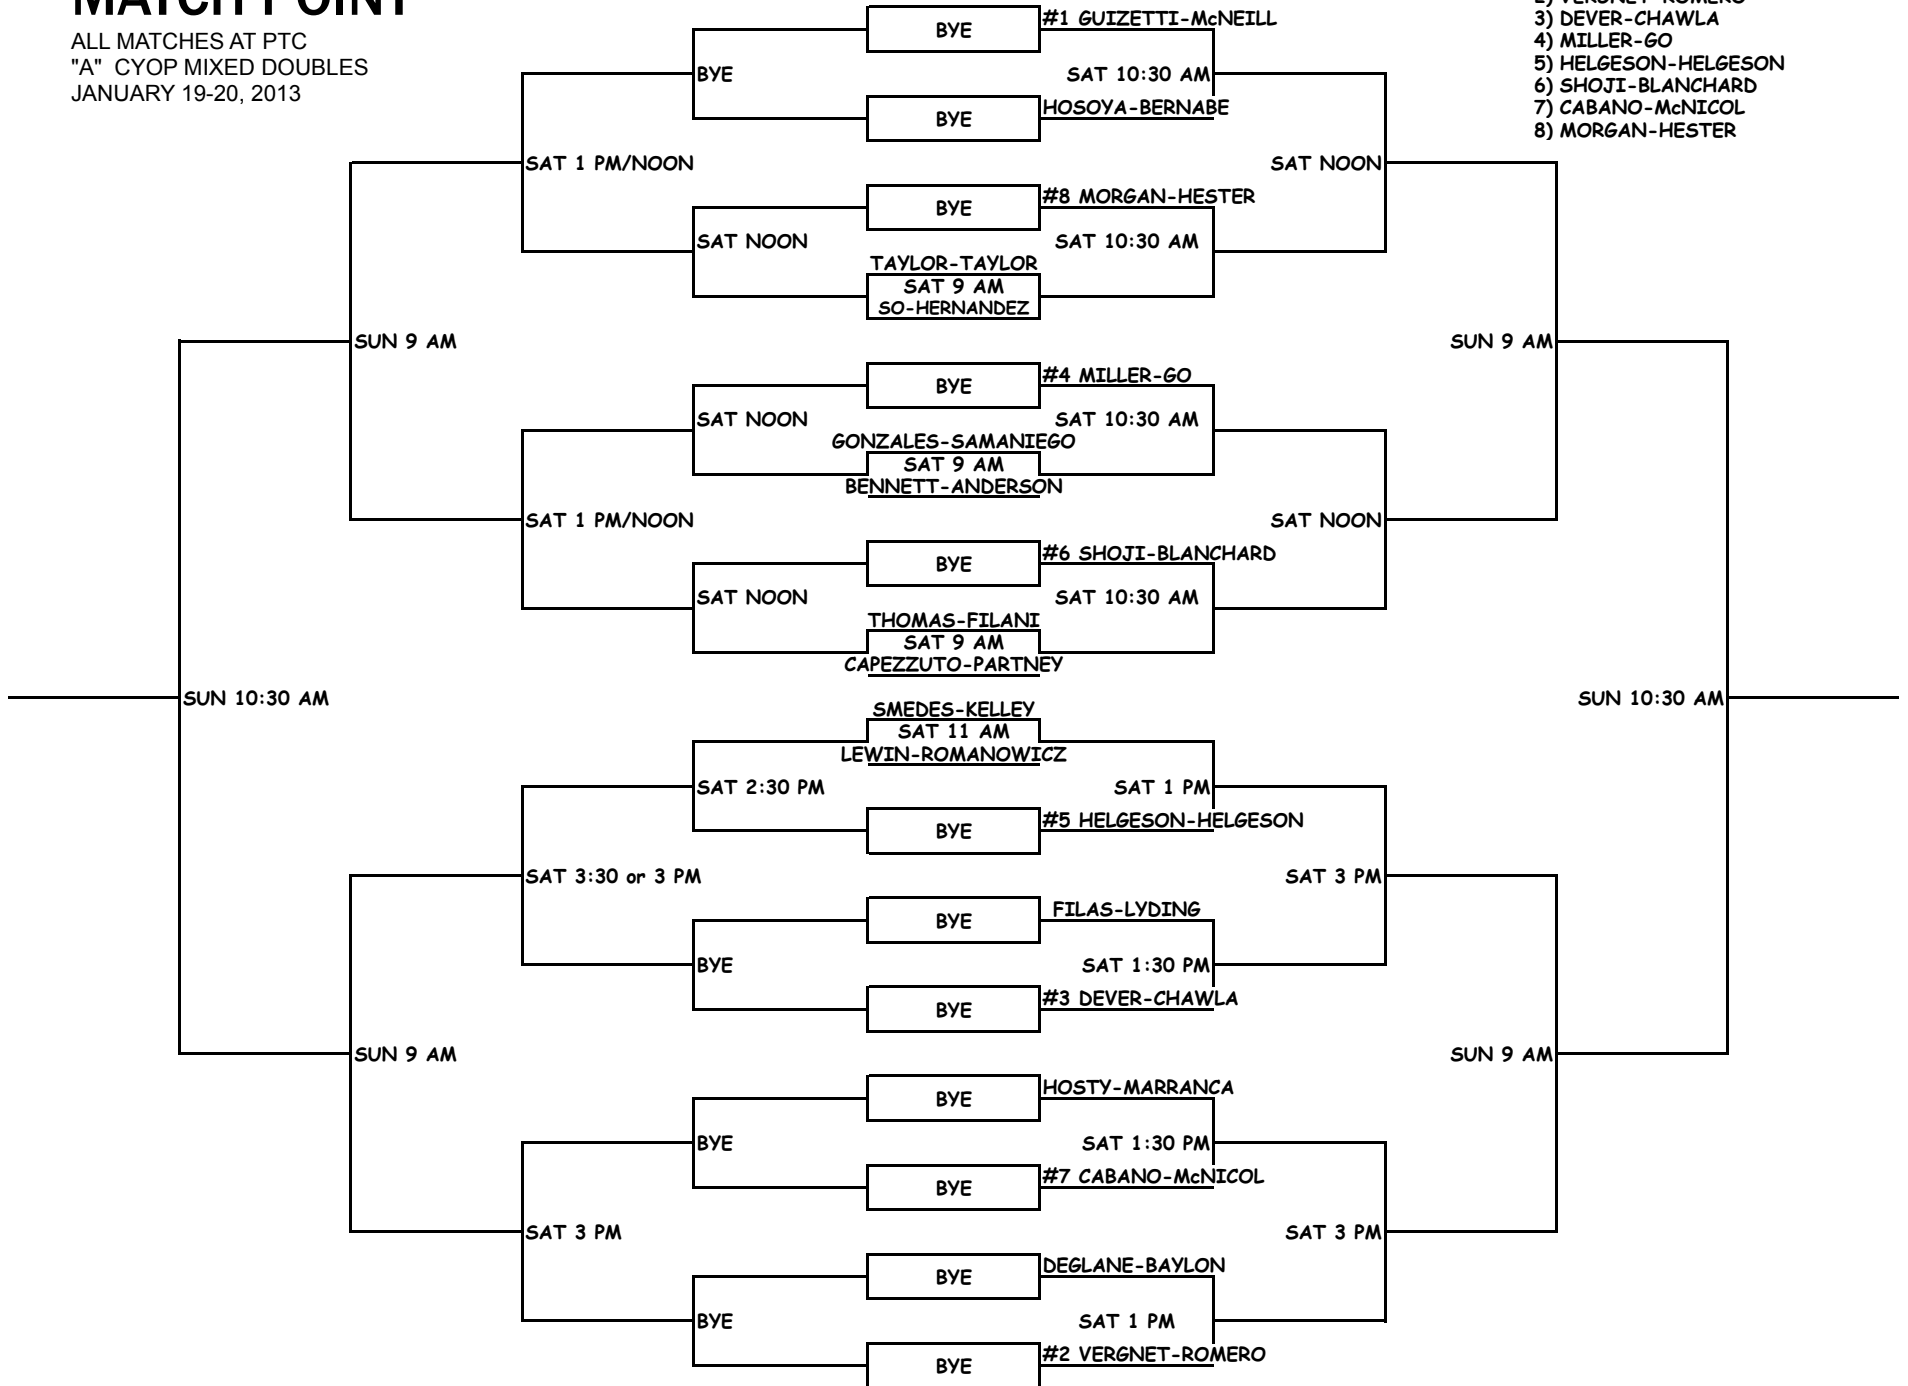 MATCH POINT
ALL MATCHES AT PTC
"A" CYOP MIXED DOUBLES
JANUARY 19-20, 2013
2) VERGNET-ROMERO
3) DEVER-CHAWLA
4) MILLER-GO
5) HELGESON-HELGESON
6) SHOJI-BLANCHARD
7) CABANO-McNICOL
8) MORGAN-HESTER
#1 GUIZETTI-McNEILL
BYE
BYE
SAT 10:30 AM
HOSOYA-BERNABE
BYE
SAT 1 PM/NOON
SAT NOON
#8 MORGAN-HESTER
BYE
SAT NOON
SAT 10:30 AM
TAYLOR-TAYLOR
SAT 9 AM
SO-HERNANDEZ
SUN 9 AM
SUN 9 AM
#4 MILLER-GO
BYE
SAT NOON
SAT 10:30 AM
GONZALES-SAMANIEGO
SAT 9 AM
BENNETT-ANDERSON
SAT 1 PM/NOON
SAT NOON
#6 SHOJI-BLANCHARD
BYE
SAT NOON
SAT 10:30 AM
THOMAS-FILANI
SAT 9 AM
CAPEZZUTO-PARTNEY
SUN 10:30 AM
SUN 10:30 AM
SMEDES-KELLEY
SAT 11 AM
LEWIN-ROMANOWICZ
SAT 2:30 PM
SAT 1 PM
#5 HELGESON-HELGESON
BYE
SAT 3:30 or 3 PM
SAT 3 PM
FILAS-LYDING
BYE
BYE
SAT 1:30 PM
#3 DEVER-CHAWLA
BYE
SUN 9 AM
SUN 9 AM
HOSTY-MARRANCA
BYE
BYE
SAT 1:30 PM
#7 CABANO-McNICOL
BYE
SAT 3 PM
SAT 3 PM
DEGLANE-BAYLON
BYE
BYE
SAT 1 PM
#2 VERGNET-ROMERO
BYE